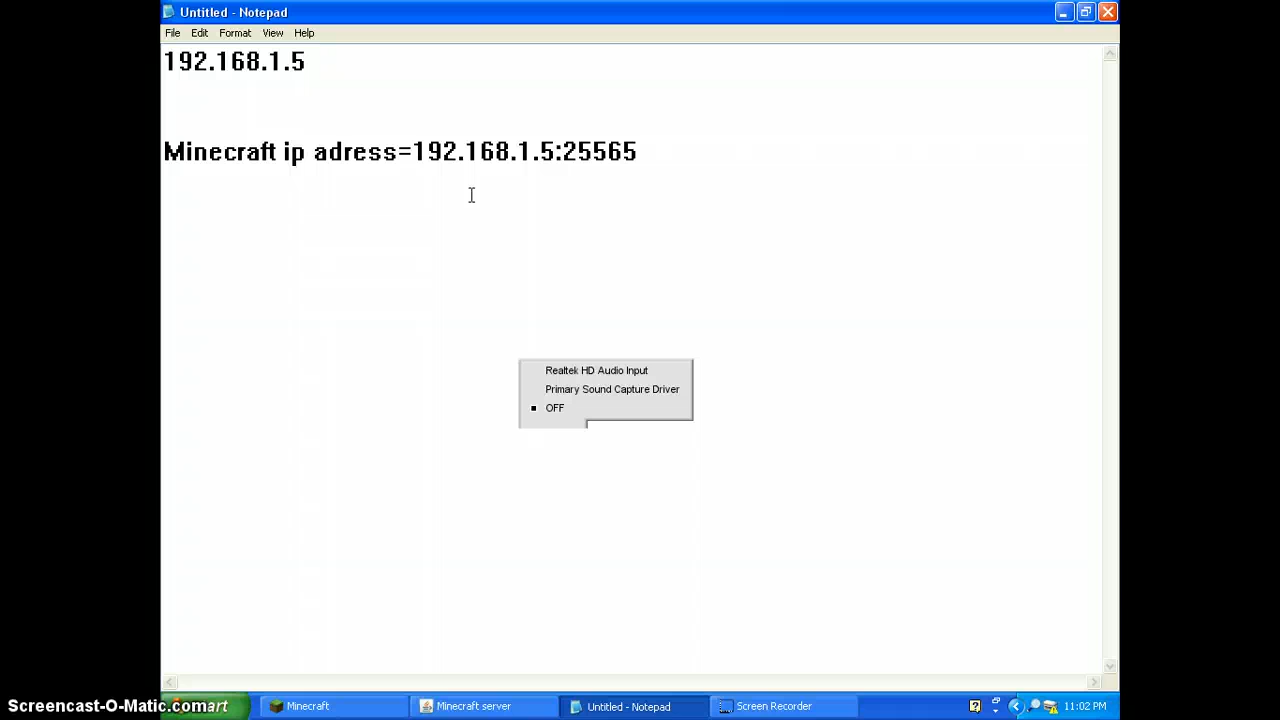 Untitled - Notepad
File Edit Format View Help
192.168.1.5
Minecraft ip adress=192.168.1.5:25565
Realtek HD Audio Input
Primary Sound Capture Driver
OFF
Screencast-O-Matic.com
art Minecraft Minecraft server Untitled - Notepad Screen Recorder 11:02 PM